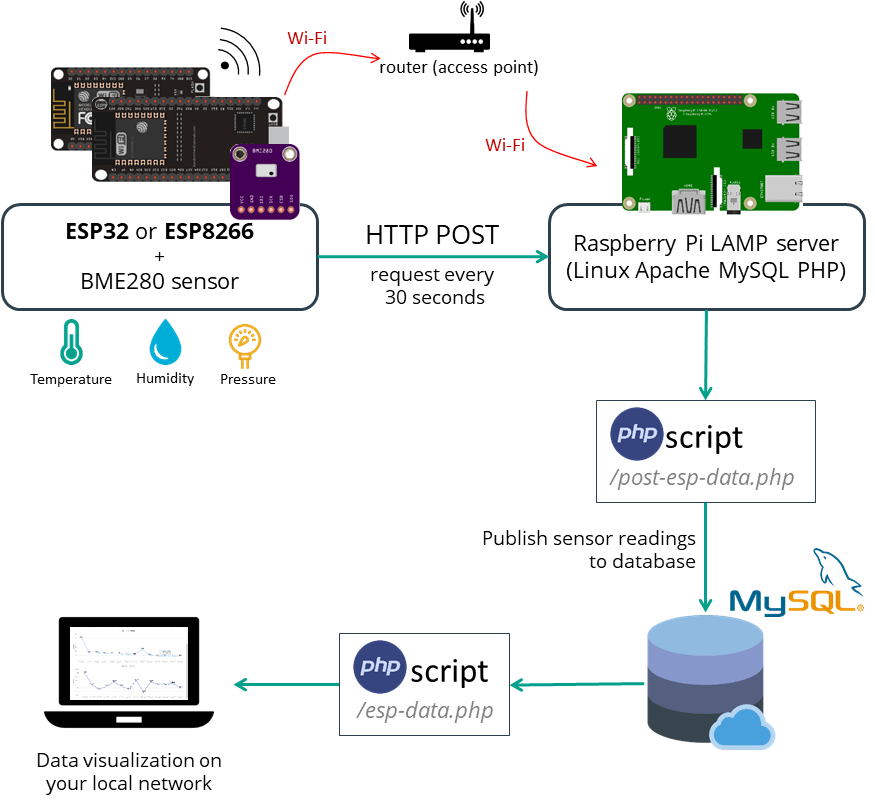 Wi-Fi
router (access point)
Wi-Fi
WiFi
BME280
ESP32 or ESP8266
+
BME280 sensor
HTTP POST
request every
30 seconds
Raspberry Pi LAMP server
(Linux Apache MySQL PHP)
Temperature
Humidity
Pressure
php script
/post-esp-data.php
Publish sensor readings
to database
MySQL®
php script
/esp-data.php
Data visualization on
your local network